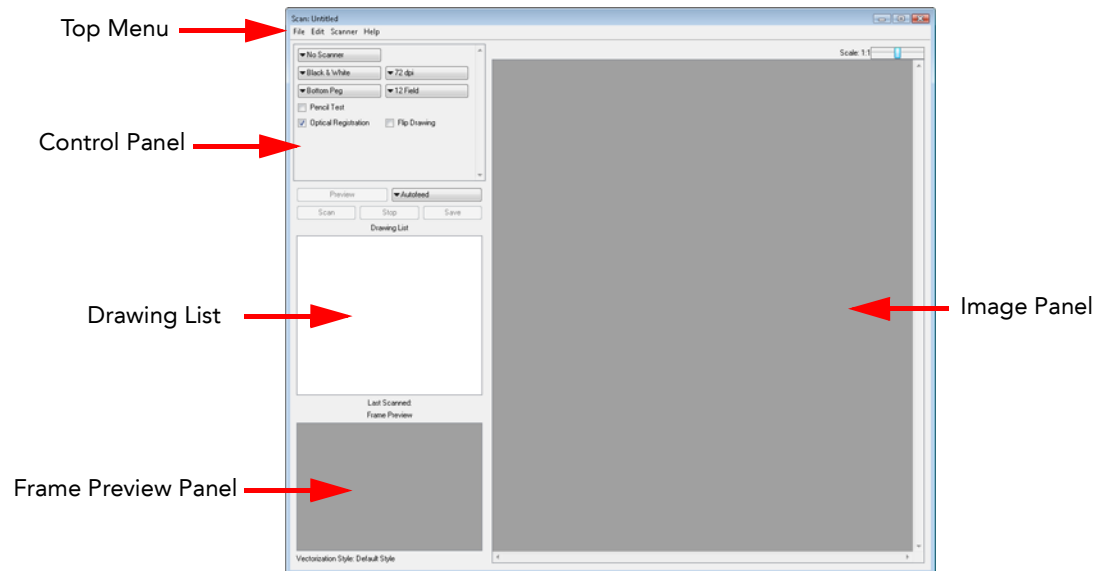 Scan: Untitled
Top Menu
File Edit Scanner Help
Scale: 1:1
No Scanner
Black & White 72 dpi
Bottom Peg 12 Field
Pencil Test
Optical Registration Flip Drawing
Control Panel
Preview Autofeed
Scan Stop Save
Drawing List
Drawing List
Image Panel
Last Scanned:
Frame Preview
Frame Preview Panel
Vectorization Style: Default Style